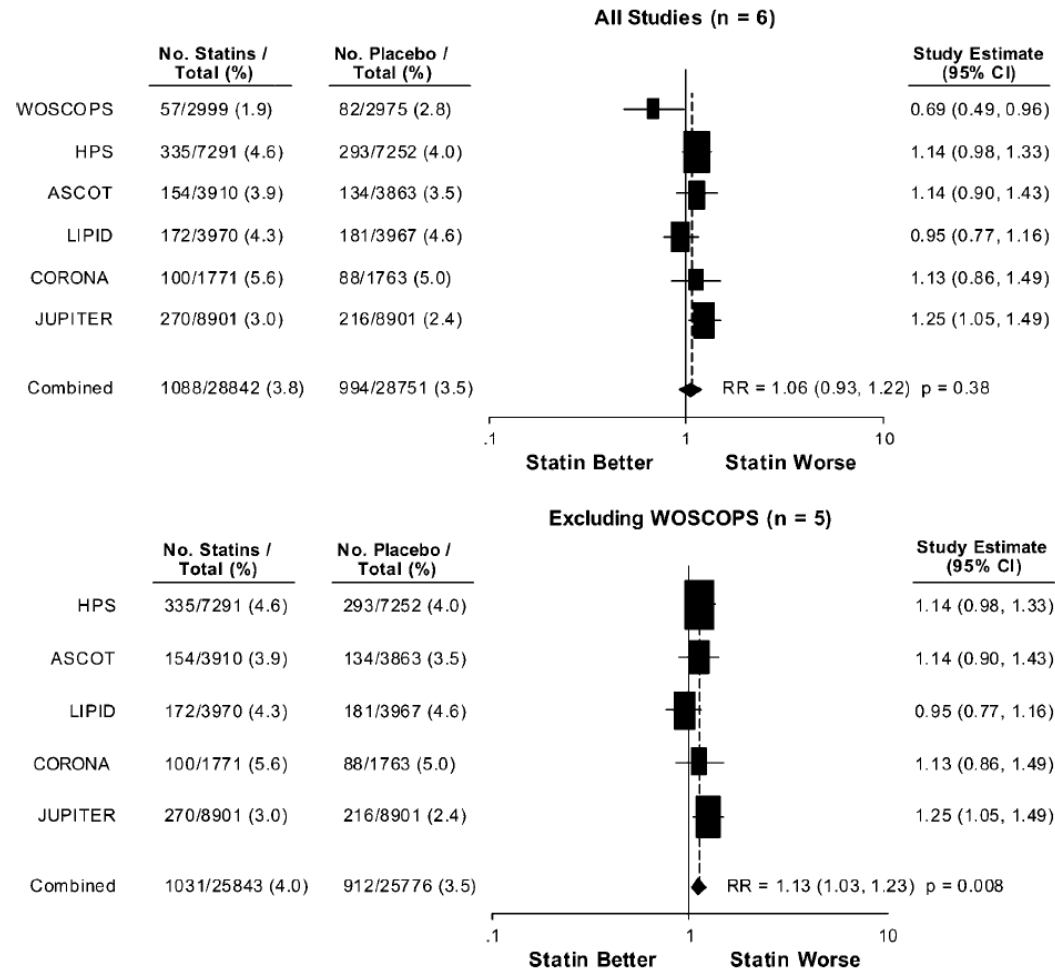 All Studies (n = 6)
No. Statins / No. Placebo / Study Estimate
Total (%) Total (%) (95% CI)
WOSCOPS 57/2999 (1.9) 82/2975 (2.8) 0.69 (0.49, 0.96)
HPS 335/7291 (4.6) 293/7252 (4.0) 1.14 (0.98, 1.33)
ASCOT 154/3910 (3.9) 134/3863 (3.5) 1.14 (0.90, 1.43)
LIPID 172/3970 (4.3) 181/3967 (4.6) 0.95 (0.77, 1.16)
CORONA 100/1771 (5.6) 88/1763 (5.0) 1.13 (0.86, 1.49)
JUPITER 270/8901 (3.0) 216/8901 (2.4) 1.25 (1.05, 1.49)
Combined 1088/28842 (3.8) 994/28751 (3.5) RR = 1.06 (0.93, 1.22) p = 0.38
.1 1 10
Statin Better Statin Worse
Excluding WOSCOPS (n = 5)
No. Statins / No. Placebo / Study Estimate
Total (%) Total (%) (95% CI)
HPS 335/7291 (4.6) 293/7252 (4.0) 1.14 (0.98, 1.33)
ASCOT 154/3910 (3.9) 134/3863 (3.5) 1.14 (0.90, 1.43)
LIPID 172/3970 (4.3) 181/3967 (4.6) 0.95 (0.77, 1.16)
CORONA 100/1771 (5.6) 88/1763 (5.0) 1.13 (0.86, 1.49)
JUPITER 270/8901 (3.0) 216/8901 (2.4) 1.25 (1.05, 1.49)
Combined 1031/25843 (4.0) 912/25776 (3.5) RR = 1.13 (1.03, 1.23) p = 0.008
.1 1 10
Statin Better Statin Worse